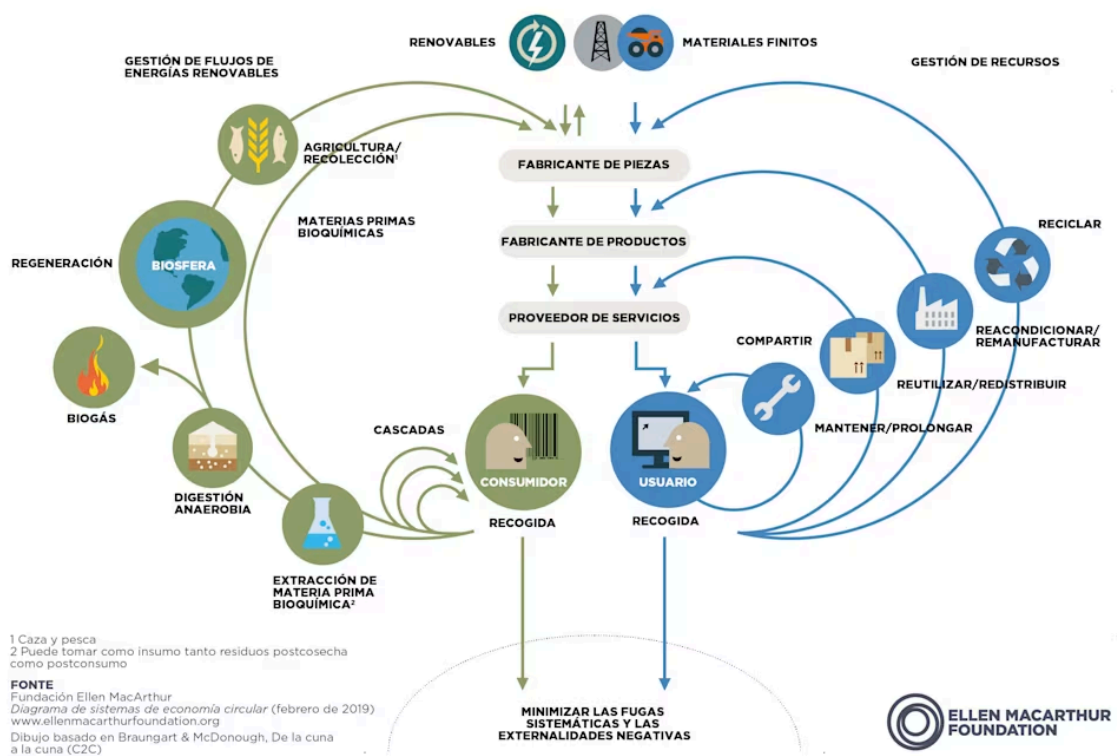 RENOVABLES
MATERIALES FINITOS
GESTIÓN DE FLUJOS DE
ENERGÍAS RENOVABLES
GESTIÓN DE RECURSOS
AGRICULTURA/
RECOLECCIÓN¹
FABRICANTE DE PIEZAS
MATERIAS PRIMAS
BIOQUÍMICAS
RECICLAR
FABRICANTE DE PRODUCTOS
REGENERACIÓN
BIOSFERA
PROVEEDOR DE SERVICIOS
REACONDICIONAR/
REMANUFACTURAR
COMPARTIR
REUTILIZAR/REDISTRIBUIR
BIOGÁS
MANTENER/PROLONGAR
CASCADAS
CONSUMIDOR
USUARIO
DIGESTIÓN
ANAEROBIA
RECOGIDA
RECOGIDA
EXTRACCIÓN DE
MATERIA PRIMA
BIOQUÍMICA²
1 Caza y pesca
2 Puede tomar como insumo tanto residuos postcosecha
como postconsumo
FONTE
Fundación Ellen MacArthur
Diagrama de sistemas de economía circular (febrero de 2019)
www.ellenmacarthurfoundation.org
Dibujo basado en Braungart & McDonough, De la cuna
a la cuna (C2C)
MINIMIZAR LAS FUGAS
SISTEMÁTICAS Y LAS
EXTERNALIDADES NEGATIVAS
ELLEN MACARTHUR
FOUNDATION